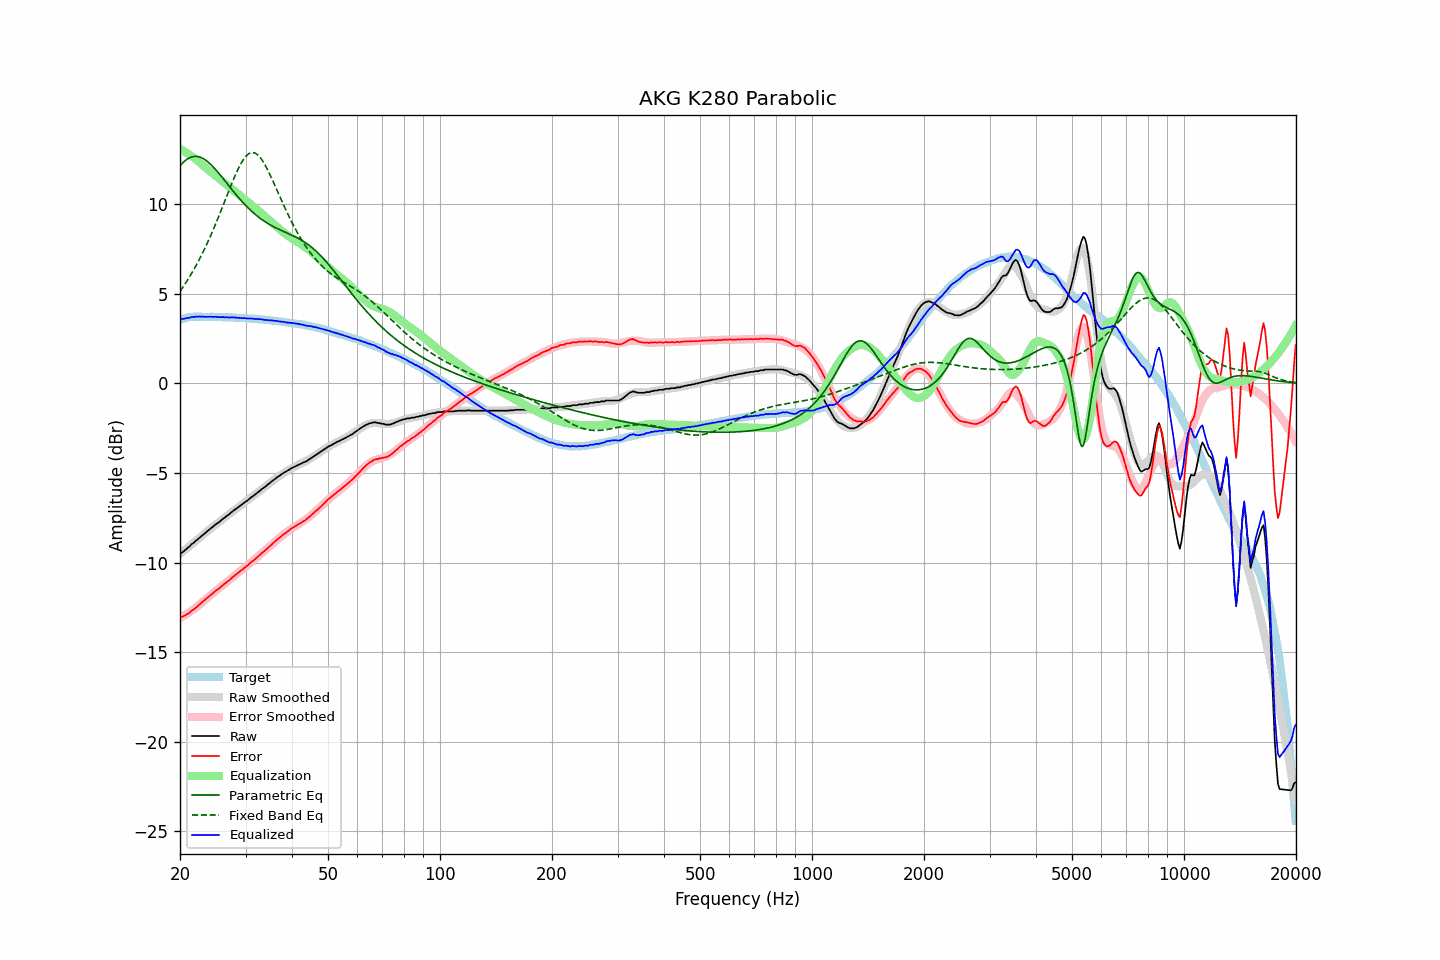 AKG K280 Parabolic
Amplitude (dBr)
10
5
0
−5
−10
−15
−20
−25
Target
Raw Smoothed
Error Smoothed
Raw
Error
Equalization
Parametric Eq
Fixed Band Eq
Equalized
20 50 100 200 500 1000 2000 5000 10000 20000
Frequency (Hz)